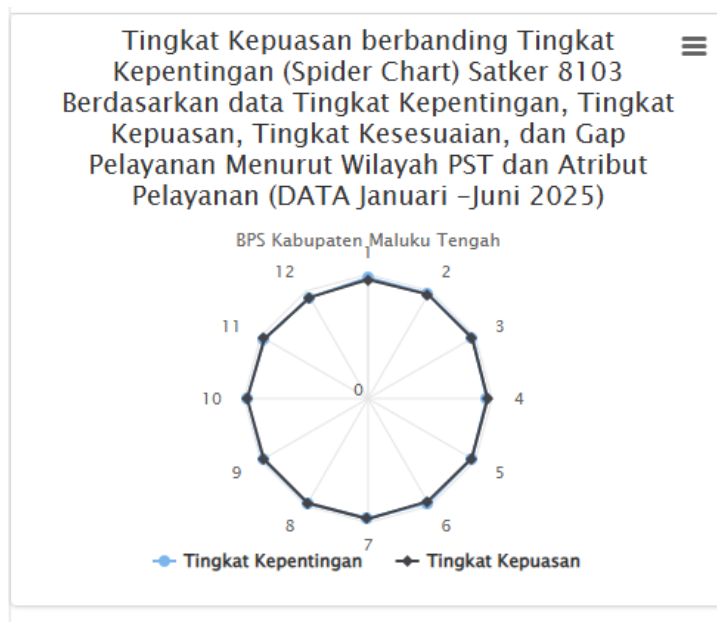 Tingkat Kepuasan berbanding Tingkat
Kepentingan (Spider Chart) Satker 8103
Berdasarkan data Tingkat Kepentingan, Tingkat
Kepuasan, Tingkat Kesesuaian, dan Gap
Pelayanan Menurut Wilayah PST dan Atribut
Pelayanan (DATA Januari –Juni 2025)
BPS Kabupaten Maluku Tengah
1
2
3
4
5
6
7
8
9
10
11
12
0
Tingkat Kepentingan
Tingkat Kepuasan